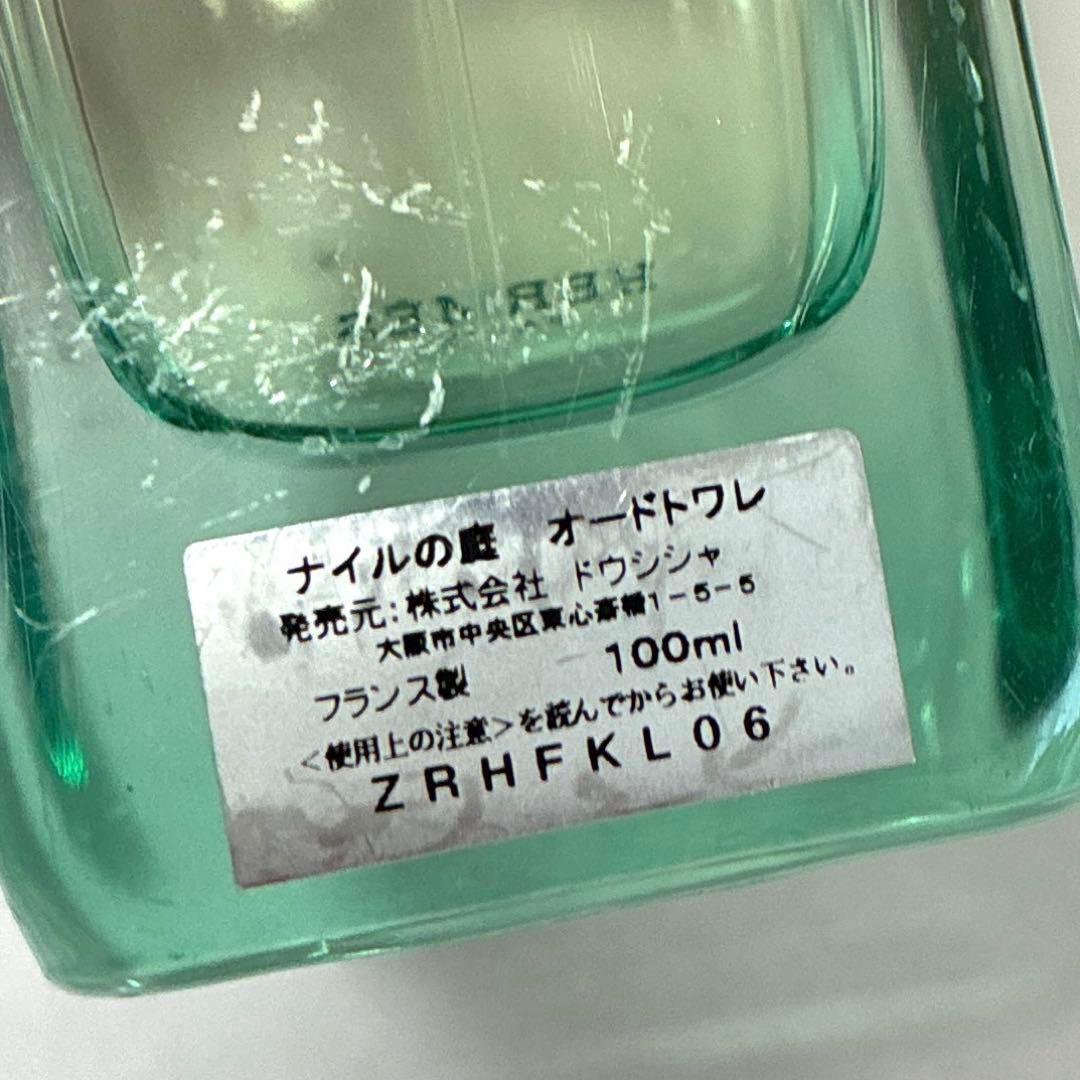 HERMES
ナイルの庭 オードトワレ
発売元:株式会社 ドウシシャ
大阪市中央区東心斎橋1-5-5
フランス製 100ml
<使用上の注意>を読んでからお使い下さい。
ZRHFKL06